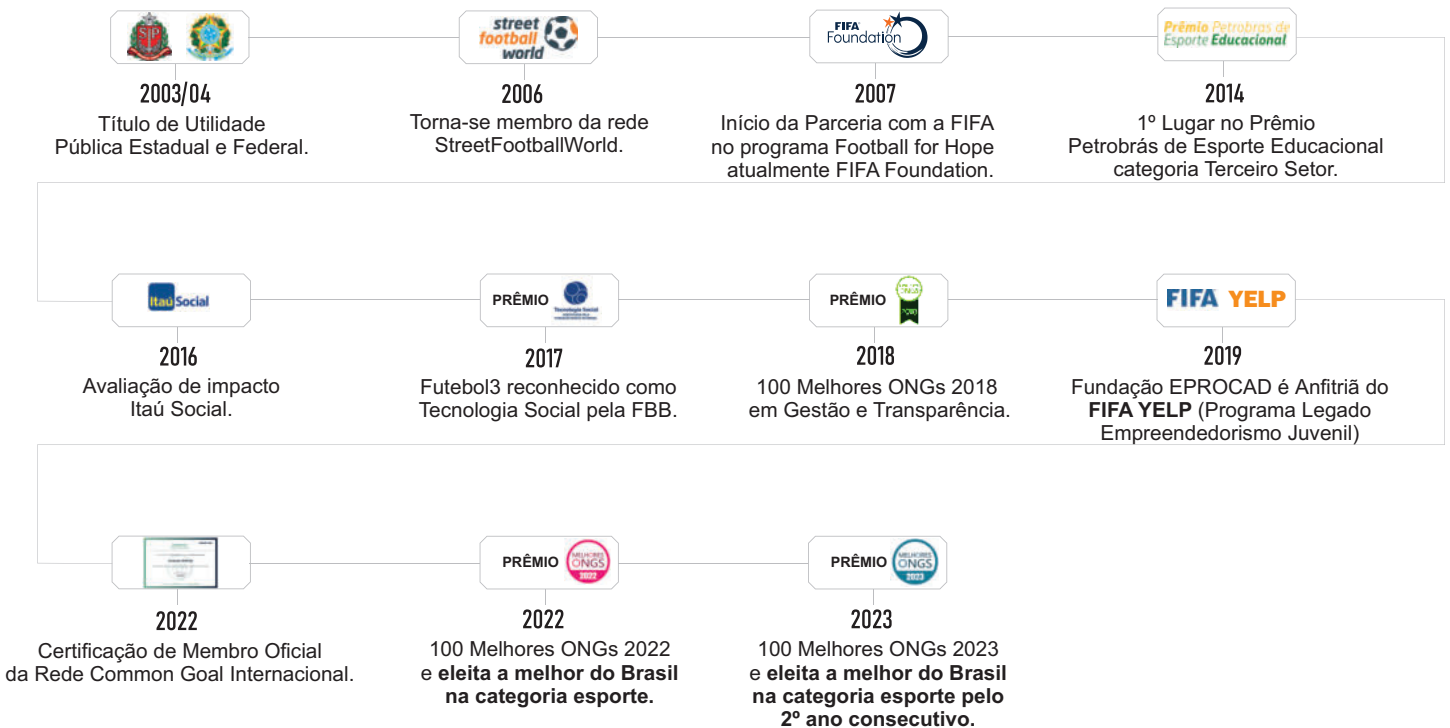 SP
street
football
world
FIFA
Foundation
Prêmio Petrobras de
Esporte Educacional
2003/04
Título de Utilidade
Pública Estadual e Federal.
2006
Torna-se membro da rede
StreetFootballWorld.
2007
Início da Parceria com a FIFA
no programa Football for Hope
atualmente FIFA Foundation.
2014
1º Lugar no Prêmio
Petrobrás de Esporte Educacional
categoria Terceiro Setor.
Itaú Social
PRÊMIO
Tecnologia Social
PRÊMIO
FIFA YELP
2016
Avaliação de impacto
Itaú Social.
2017
Futebol3 reconhecido como
Tecnologia Social pela FBB.
2018
100 Melhores ONGs 2018
em Gestão e Transparência.
2019
Fundação EPROCAD é Anfitriã do
FIFA YELP (Programa Legado
Empreendedorismo Juvenil)
PRÊMIO
MELHORES
ONGS
2022
PRÊMIO
MELHORES
ONGS
2023
2022
Certificação de Membro Oficial
da Rede Common Goal Internacional.
2022
100 Melhores ONGs 2022
e eleita a melhor do Brasil
na categoria esporte.
2023
100 Melhores ONGs 2023
e eleita a melhor do Brasil
na categoria esporte pelo
2º ano consecutivo.